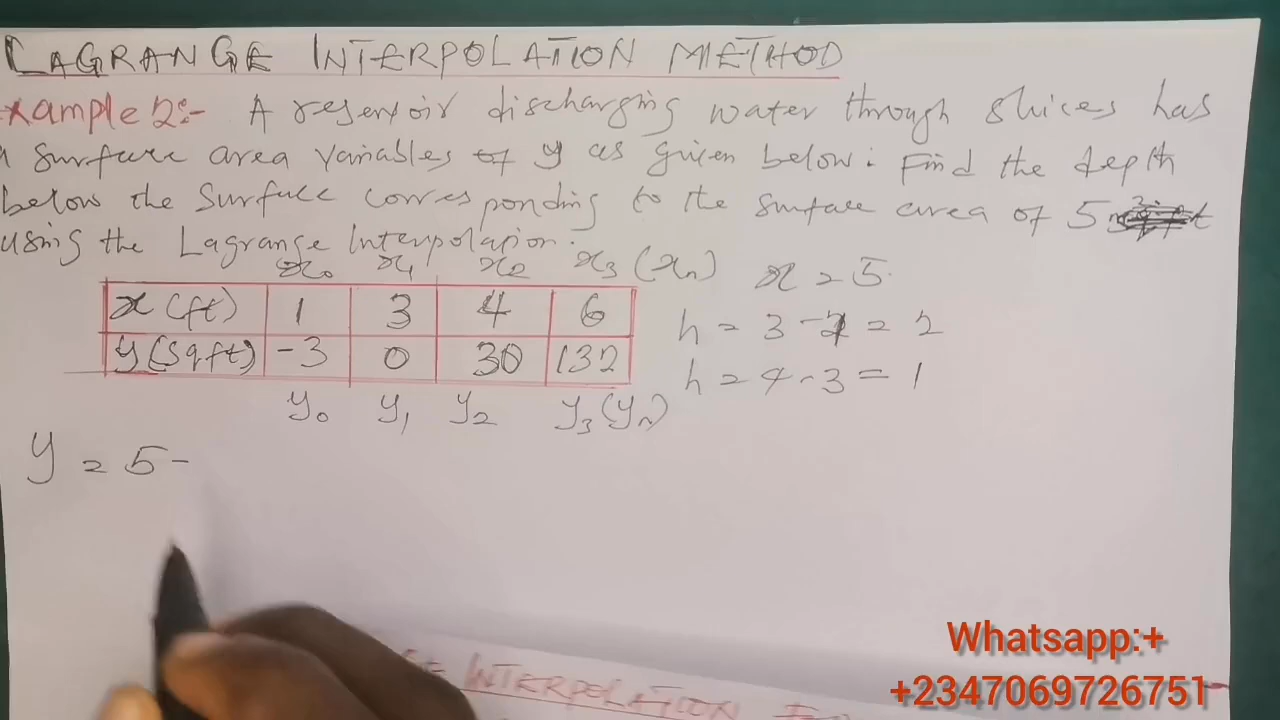 LAGRANGE INTERPOLATION METHOD
xample 2:- A reservoir discharging water through sluices has
a surface area variables of y as given below: Find the depth
below the surface corresponding to the surface area of 5
using the Lagrange Interpolation.
x₀ x₁ x₂ x₃ (xₙ) x = 5
x (ft) 1 3 4 6 h = 3 - 1 = 2
y (sqft) -3 0 30 132 h = 4 - 3 = 1
y₀ y₁ y₂ y₃ (yₙ)
y = 5 -
INTERPOLATION
Whatsapp:+
+2347069726751